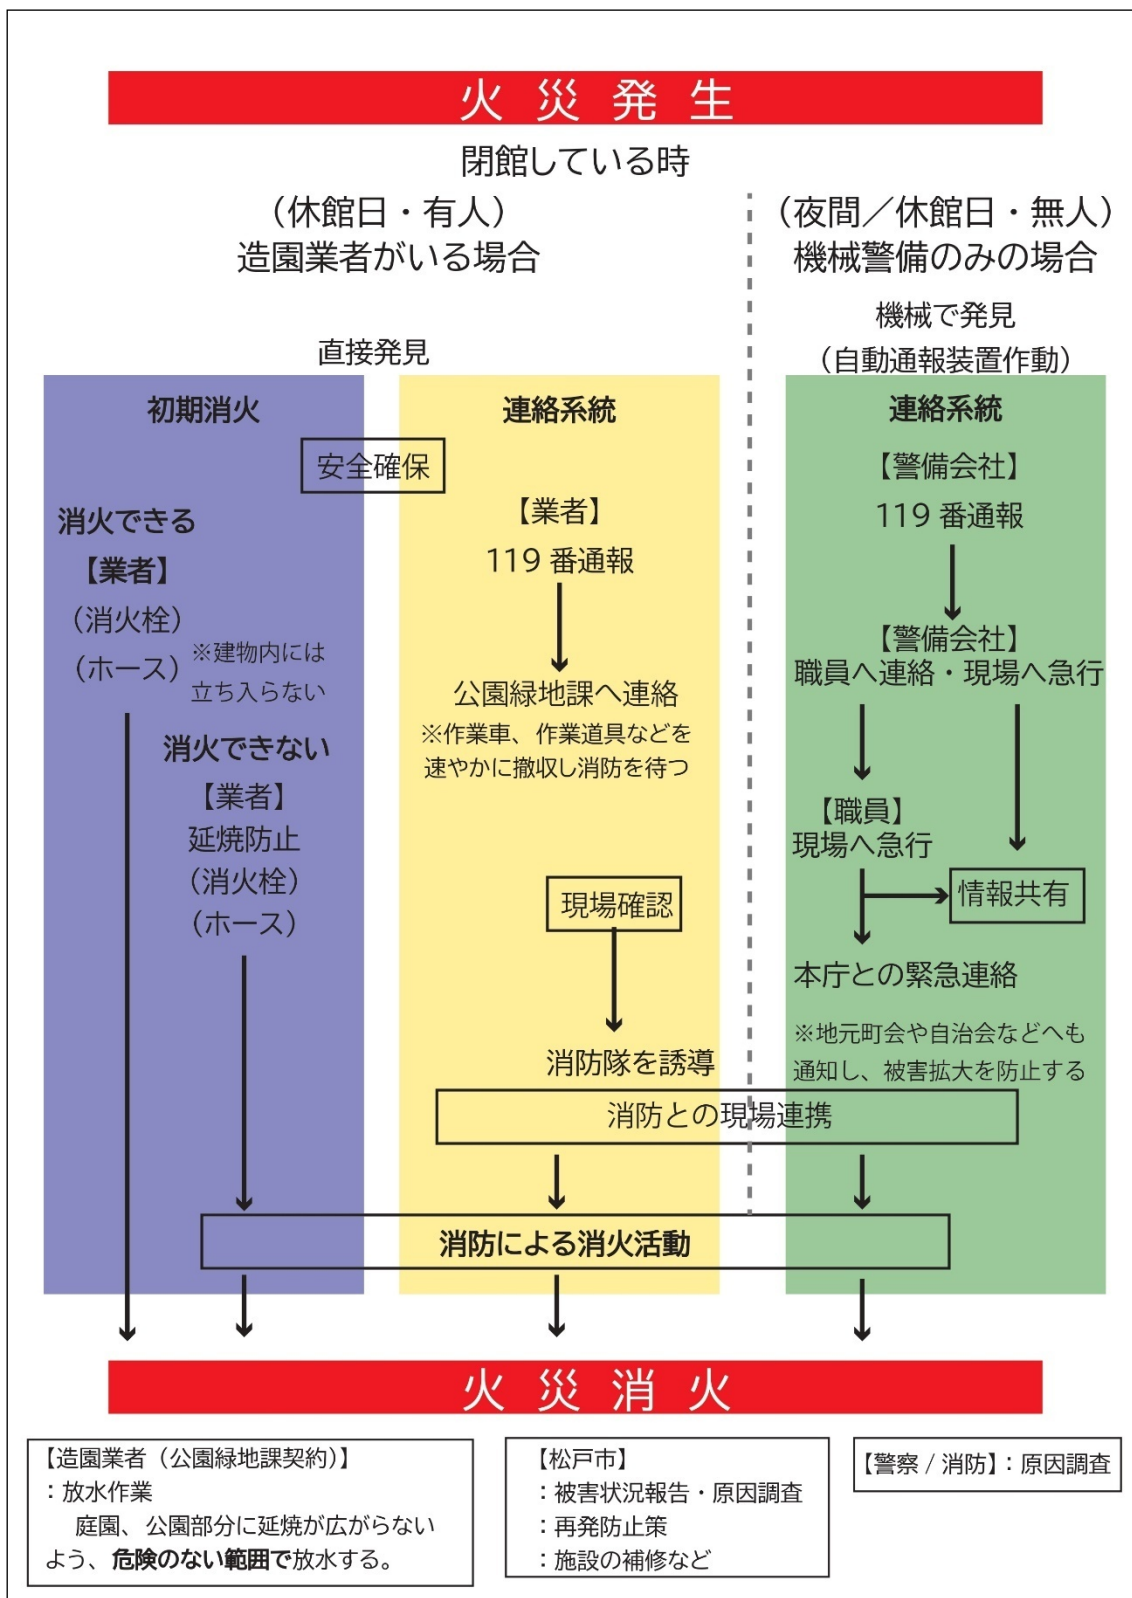 火災発生
閉館している時
（休館日・有人）
造園業者がいる場合
直接発見
初期消火
連絡系統
安全確保
消火できる
【業者】
（消火栓）
（ホース）
※建物内には
立ち入らない
消火できない
【業者】
延焼防止
（消火栓）
（ホース）
【業者】
119 番通報
公園緑地課へ連絡
※作業車、作業道具などを
速やかに撤収し消防を待つ
現場確認
消防隊を誘導
（夜間／休館日・無人）
機械警備のみの場合
機械で発見
（自動通報装置作動）
連絡系統
【警備会社】
119 番通報
【警備会社】
職員へ連絡・現場へ急行
【職員】
現場へ急行
情報共有
本庁との緊急連絡
※地元町会や自治会などへも
通知し、被害拡大を防止する
消防との現場連携
消防による消火活動
火災消火
【造園業者（公園緑地課契約）】
：放水作業
庭園、公園部分に延焼が広がらない
よう、危険のない範囲で放水する。
【松戸市】
：被害状況報告・原因調査
：再発防止策
：施設の補修など
【警察 / 消防】：原因調査